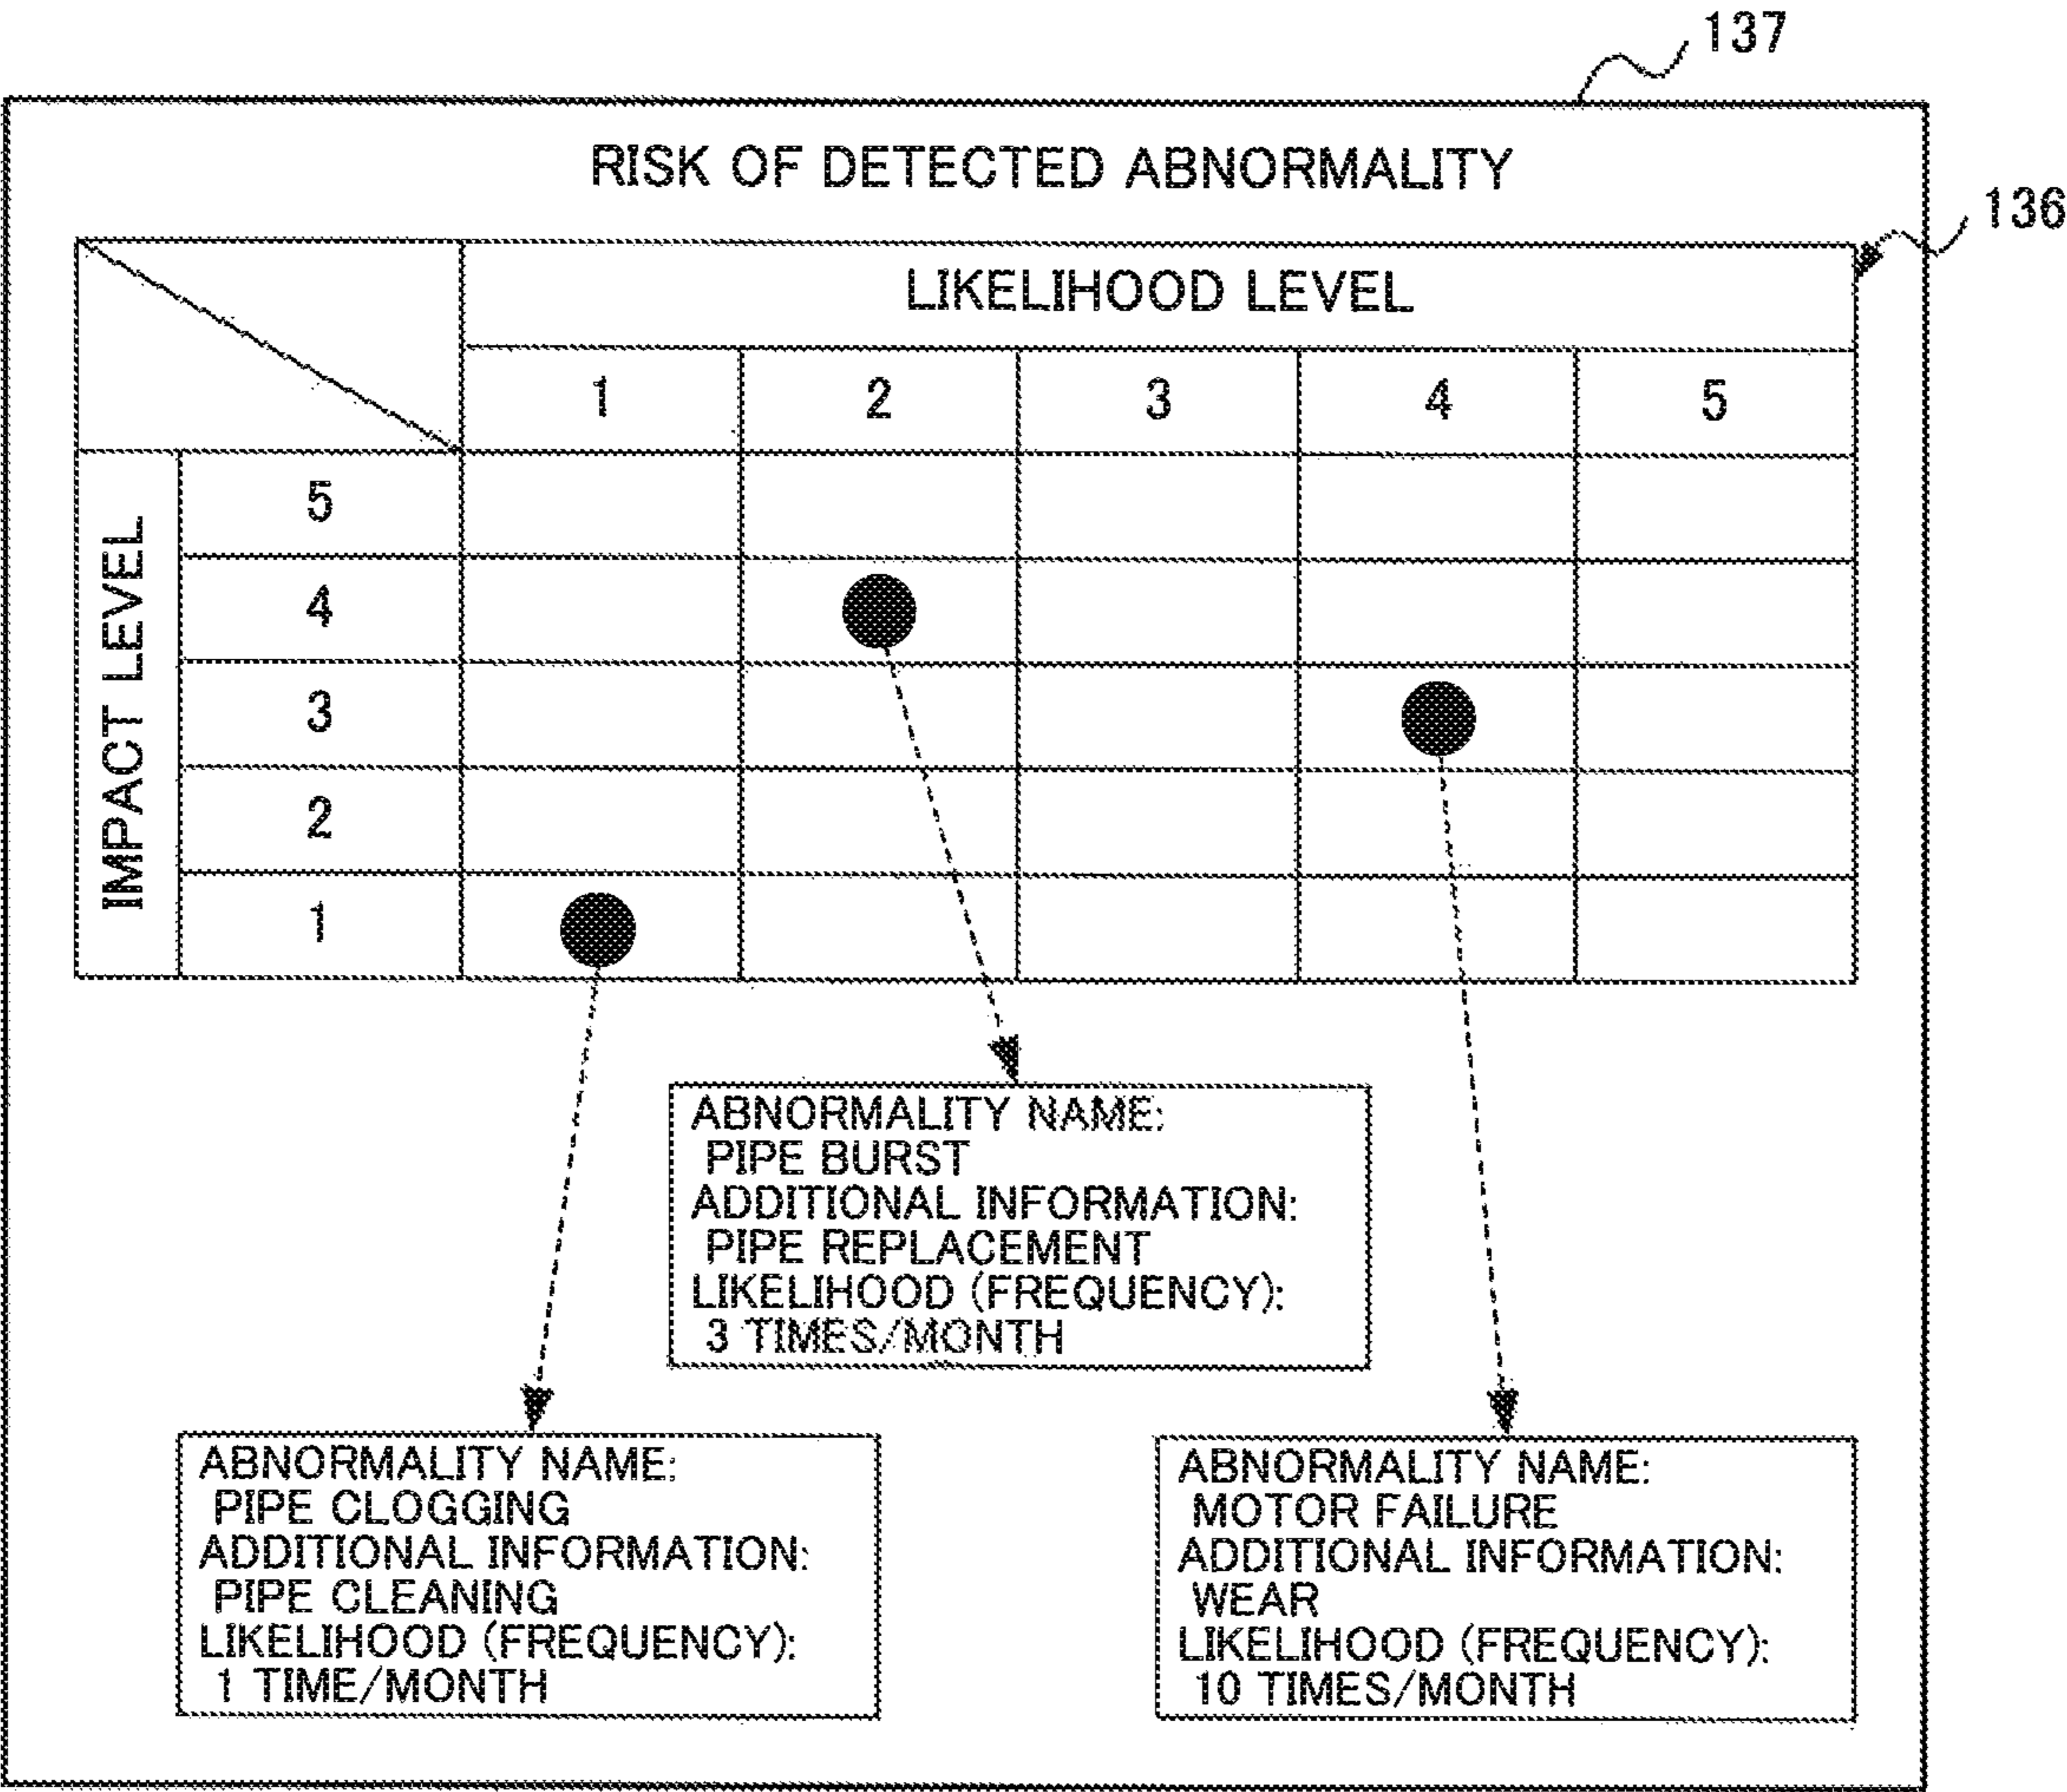 137
RISK OF DETECTED ABNORMALITY
136
LIKELIHOOD LEVEL
1 2 3 4 5
IMPACT LEVEL
5
4
3
2
1
ABNORMALITY NAME:
PIPE BURST
ADDITIONAL INFORMATION:
PIPE REPLACEMENT
LIKELIHOOD (FREQUENCY):
3 TIMES/MONTH
ABNORMALITY NAME:
PIPE CLOGGING
ADDITIONAL INFORMATION:
PIPE CLEANING
LIKELIHOOD (FREQUENCY):
1 TIME/MONTH
ABNORMALITY NAME:
MOTOR FAILURE
ADDITIONAL INFORMATION:
WEAR
LIKELIHOOD (FREQUENCY):
10 TIMES/MONTH